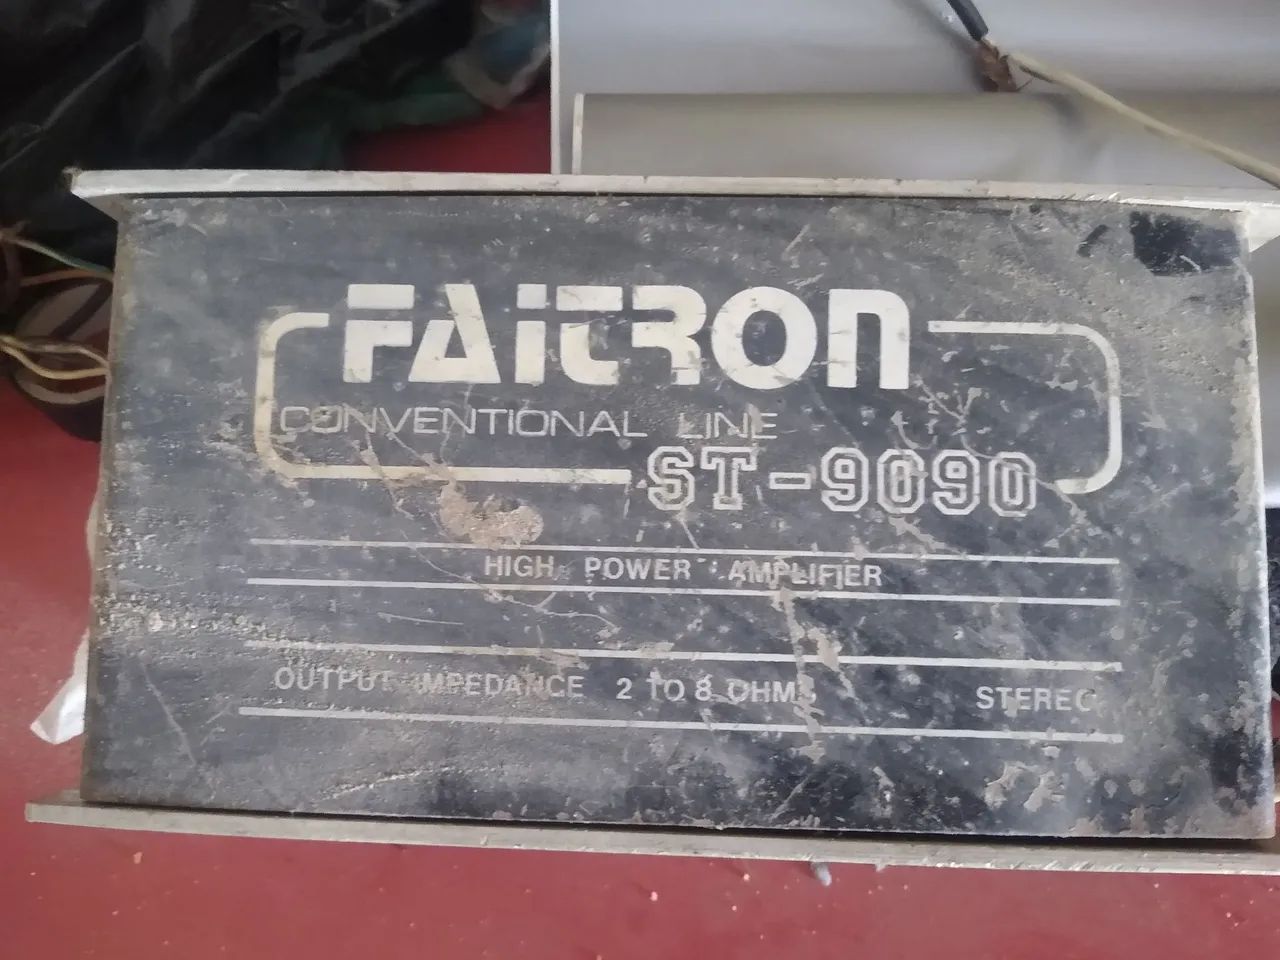 FAITRON
CONVENTIONAL LINE
ST-9090
HIGH POWER AMPLIFIER
OUTPUT IMPEDANCE 2 TO 8 OHMS STEREO